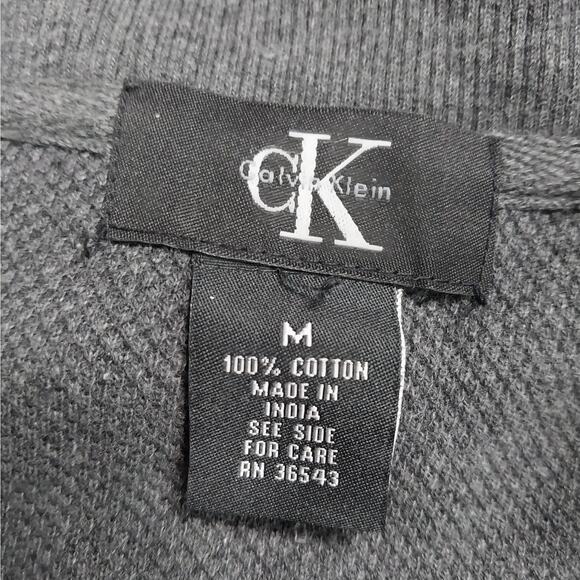 CK
Calvin Klein
M
100% COTTON
MADE IN
INDIA
SEE SIDE
FOR CARE
RN 36543